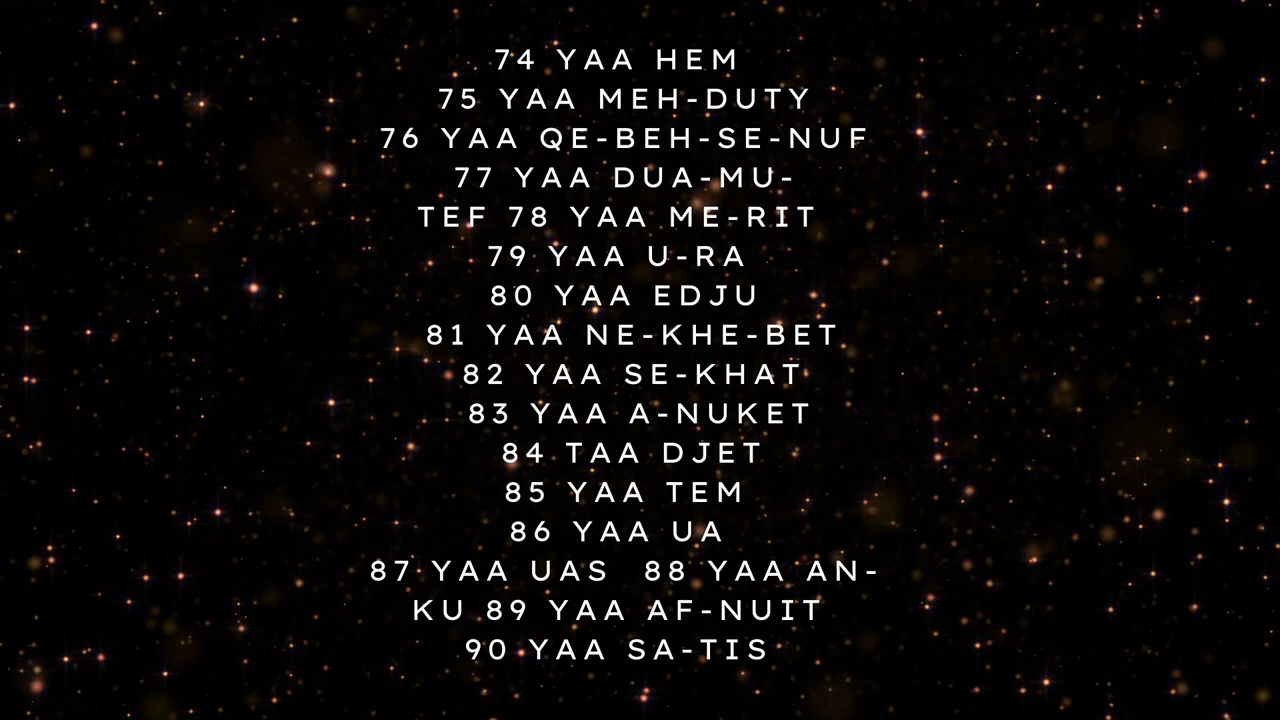 74 YAA HEM
75 YAA MEH-DUTY
76 YAA QE-BEH-SE-NUF
77 YAA DUA-MU-
TEF 78 YAA ME-RIT
79 YAA U-RA
80 YAA EDJU
81 YAA NE-KHE-BET
82 YAA SE-KHAT
83 YAA A-NUKET
84 TAA DJET
85 YAA TEM
86 YAA UA
87 YAA UAS 88 YAA AN-
KU 89 YAA AF-NUIT
90 YAA SA-TIS